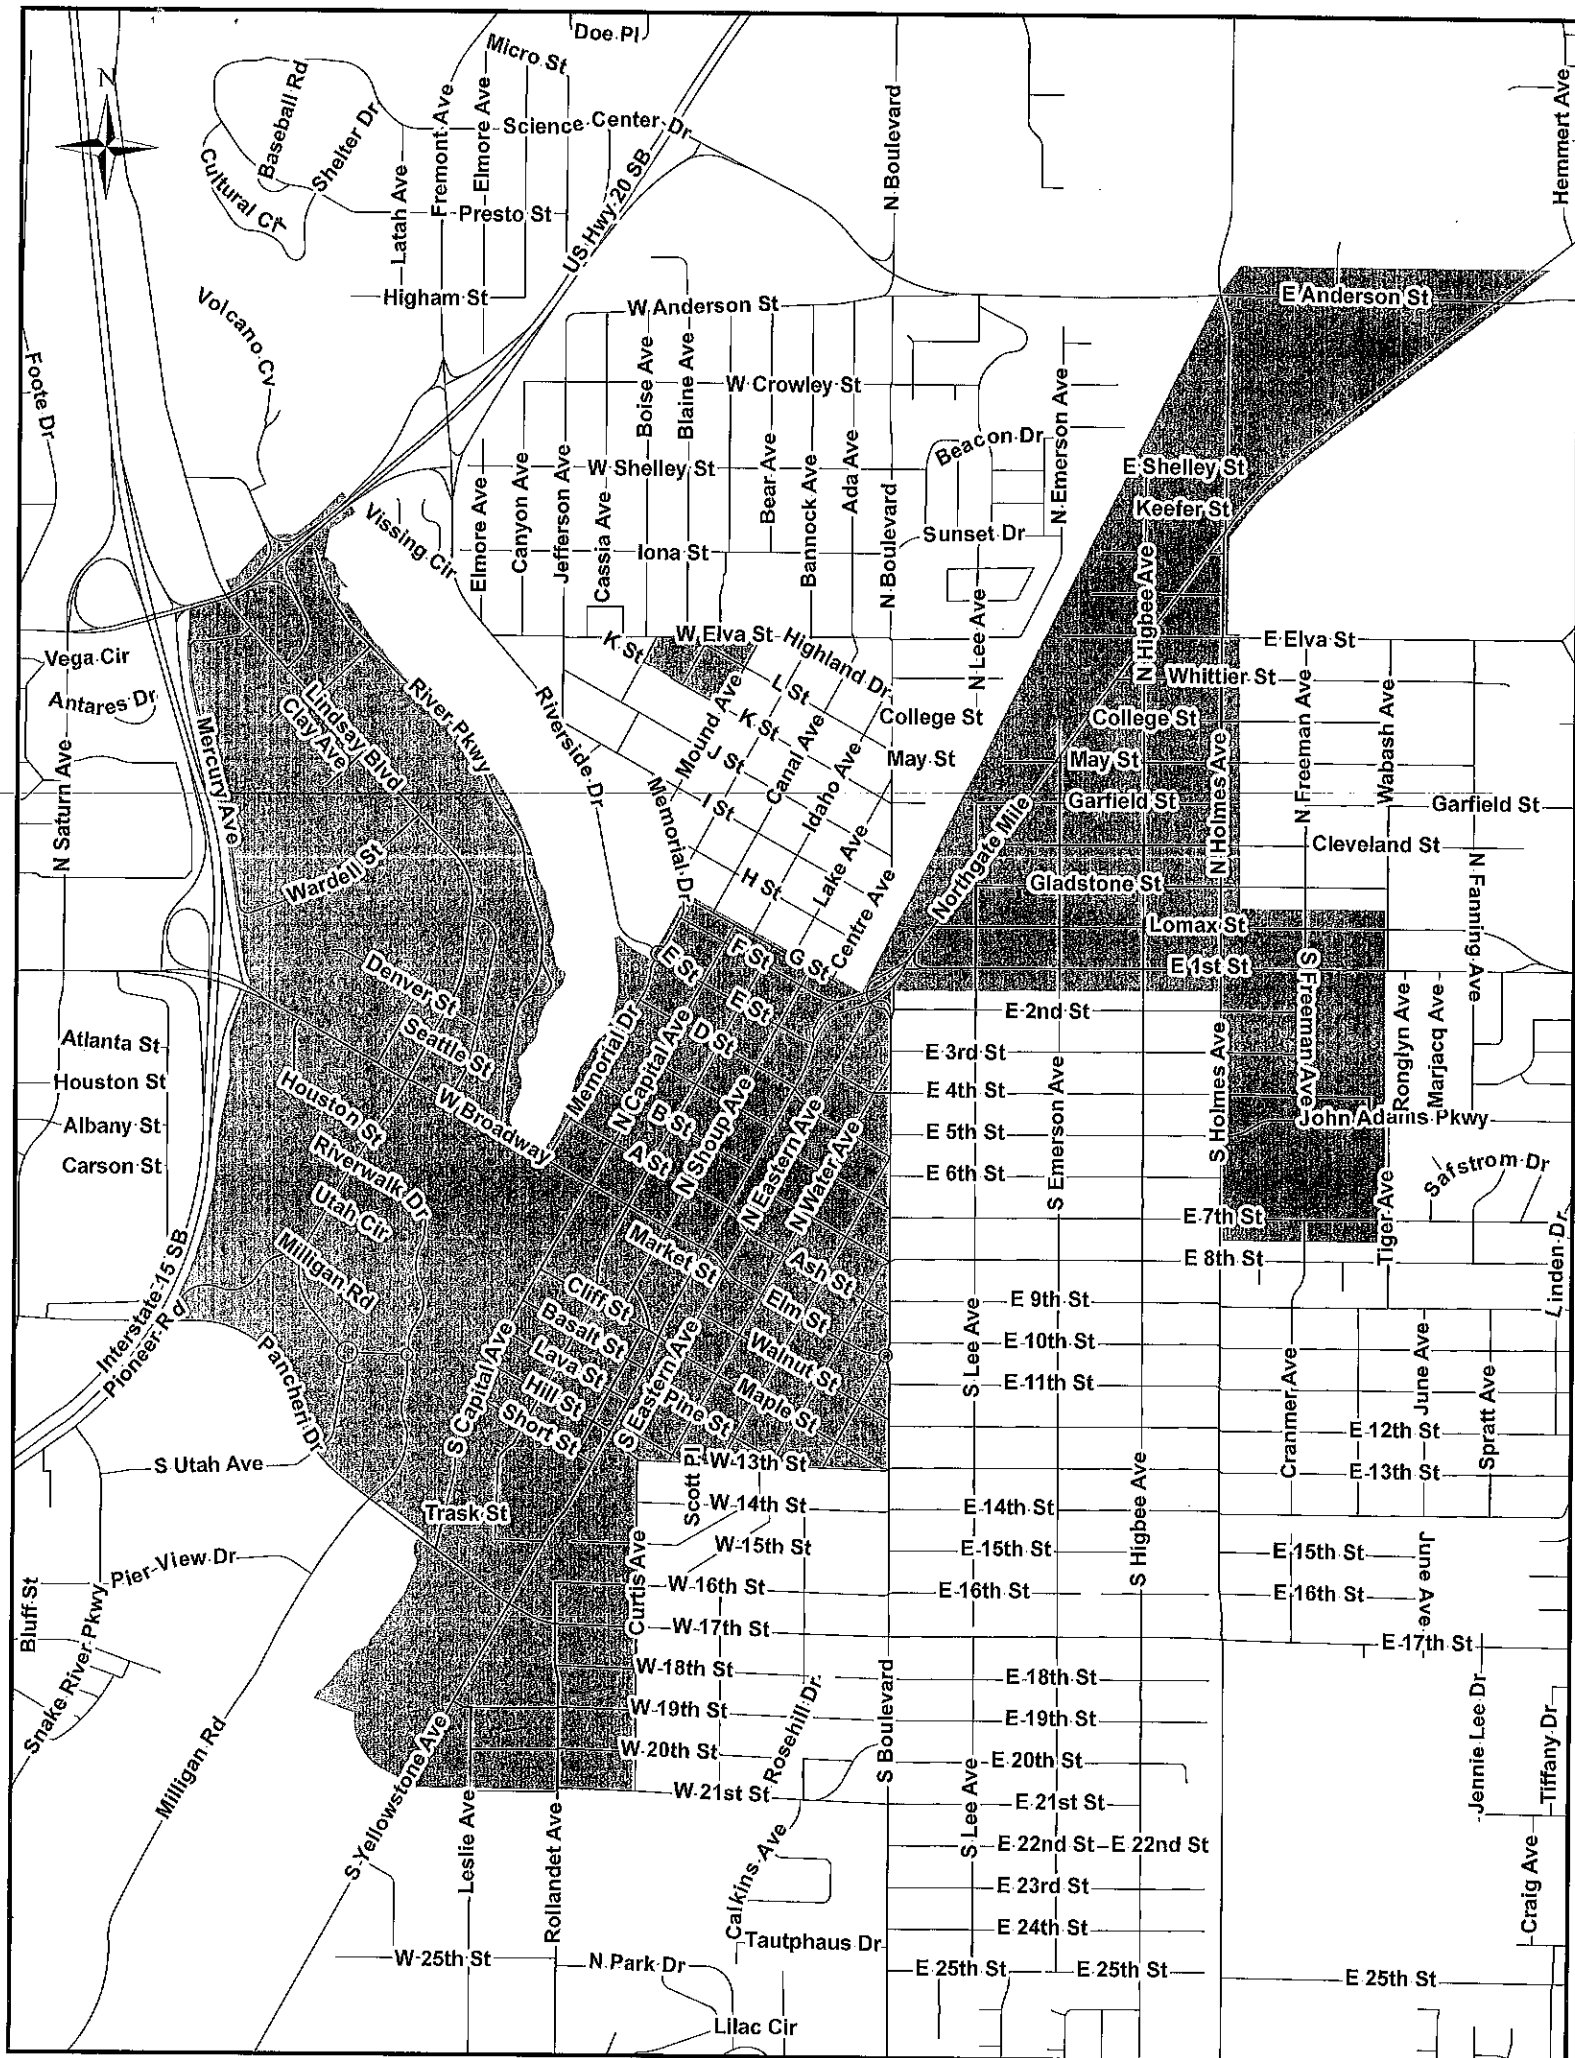 Doe Pl
Micro St
N
Baseball Rd
Shelter Dr
Cultural Ct
Latah Ave
Fremont Ave
Elmore Ave
Science Center Dr
Presto St
US Hwy 20 SB
N Boulevard
Hemmert Ave
Higham St
Volcano Cv
Foote Dr
W Anderson St
E Anderson St
Boise Ave
Blaine Ave
W Crowley St
Beacon Dr
N Emerson Ave
W Shelley St
E Shelley St
Keefer St
Vissing Cir
Elmore Ave
Canyon Ave
Jefferson Ave
Cassia Ave
Bear Ave
Bannock Ave
Ada Ave
N Boulevard
Sunset Dr
Iona St
N Higbee Ave
N Lee Ave
K St
W Elva St
Highland Dr
E Elva St
Vega Cir
Antares Dr
Whittier St
Lindsay Blvd
Clay Ave
River Pkwy
Riverside Dr
Mound Ave
L St
K St
J St
I St
H St
Canal Ave
Idaho Ave
Lake Ave
Centre Ave
College St
College St
May St
May St
Garfield St
Garfield St
N Holmes Ave
N Freeman Ave
Wabash Ave
Cleveland St
N Fanning Ave
N Saturn Ave
Mercury Ave
Memorial Dr
Northgate Mile
Wardell St
Gladstone St
Lomax St
E 1st St
F St
G St
E St
E St
D St
B St
A St
Denver St
Seattle St
W Broadway
Memorial Dr
N Capital Ave
N Shoup Ave
N Eastern Ave
N Water Ave
E 2nd St
E 3rd St
E 4th St
E 5th St
E 6th St
S Emerson Ave
S Holmes Ave
S Freeman Ave
Ronglyn Ave
Marjacq Ave
John Adams Pkwy
Safstrom Dr
Tiger Ave
Linden Dr
Atlanta St
Houston St
Albany St
Carson St
Houston St
Riverwalk Dr
Utah Cir
Milligan Rd
E 7th St
E 8th St
Market St
Ash St
Elm St
Walnut St
Maple St
Pine St
Cliff St
Basalt St
Lava St
Hill St
Short St
S Capital Ave
S Eastern Ave
Interstate 15 SB
Pioneer Rd
Pancheri Dr
E 9th St
E 10th St
E 11th St
S Lee Ave
Cranmer Ave
June Ave
Spratt Ave
E 12th St
E 13th St
S Utah Ave
W 13th St
Scott Pl
W 14th St
E 14th St
Trask St
Curtis Ave
W 15th St
E 15th St
S Higbee Ave
E 15th St
June Ave
Pier View Dr
W 16th St
E 16th St
E 16th St
Bluff St
Snake River Pkwy
W 17th St
E 17th St
W 18th St
E 18th St
W 19th St
E 19th St
Rosehill Dr
S Boulevard
Jennie Lee Dr
Tiffany Dr
W 20th St
E 20th St
Milligan Rd
S Yellowstone Ave
Leslie Ave
Rollandet Ave
W 21st St
E 21st St
S Lee Ave
Calkins Ave
E 22nd St
E 22nd St
E 23rd St
E 24th St
Craig Ave
Tautphaus Dr
W 25th St
N Park Dr
E 25th St
E 25th St
E 25th St
Lilac Cir